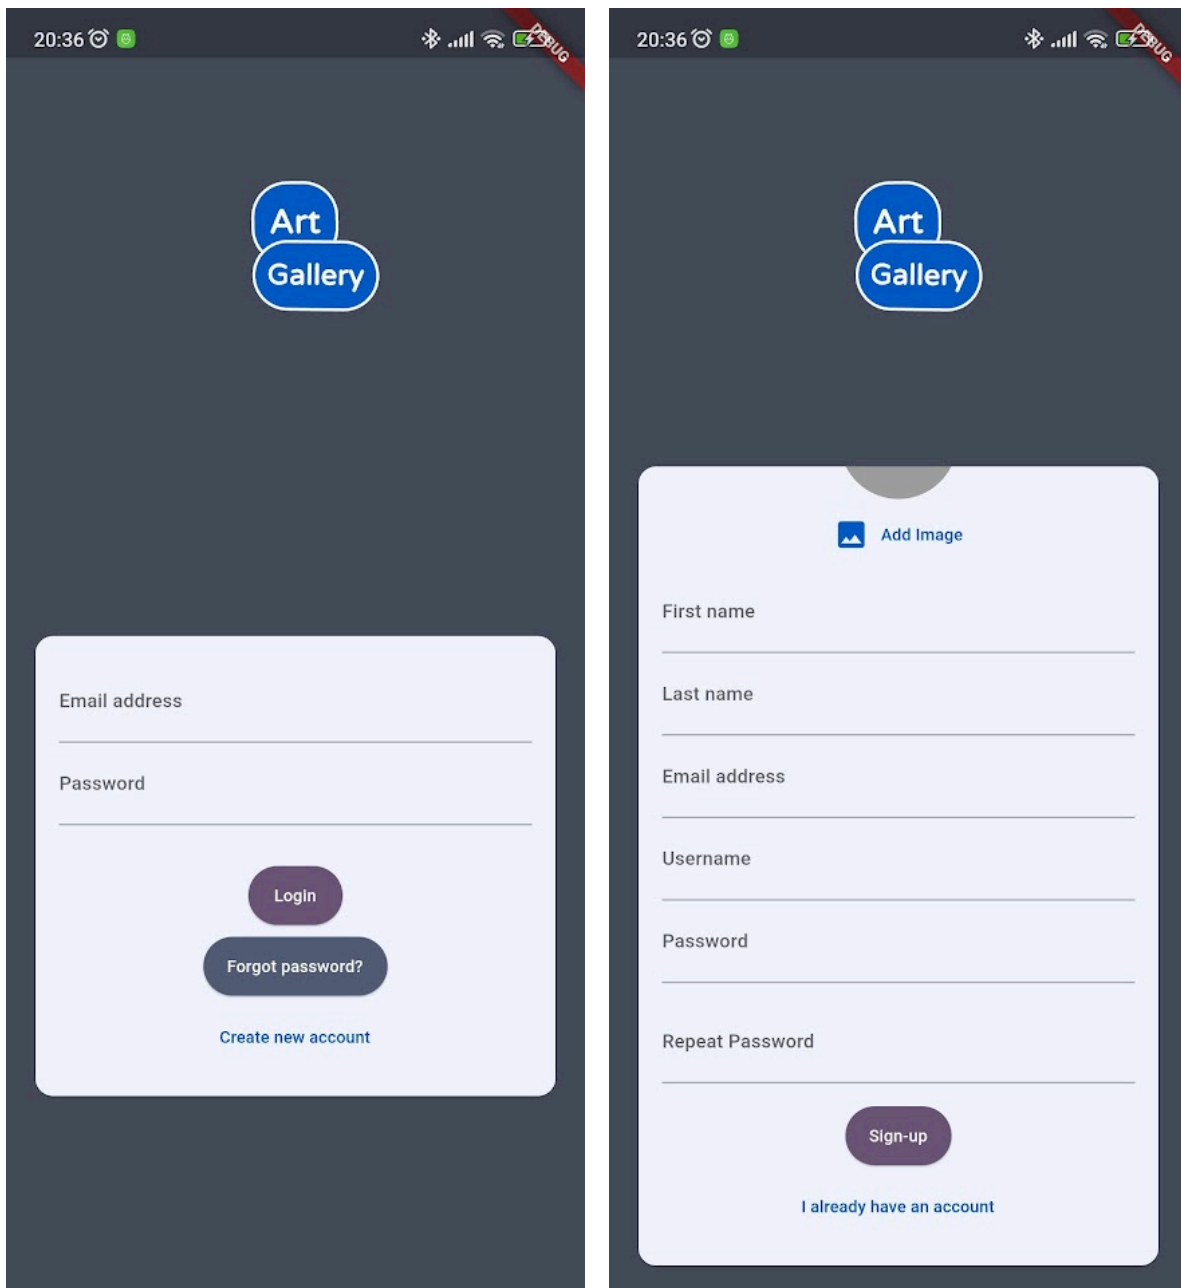 20:36
DEBUG
Art
Gallery
Email address
Password
Login
Forgot password?
Create new account
20:36
DEBUG
Art
Gallery
Add Image
First name
Last name
Email address
Username
Password
Repeat Password
Sign-up
I already have an account